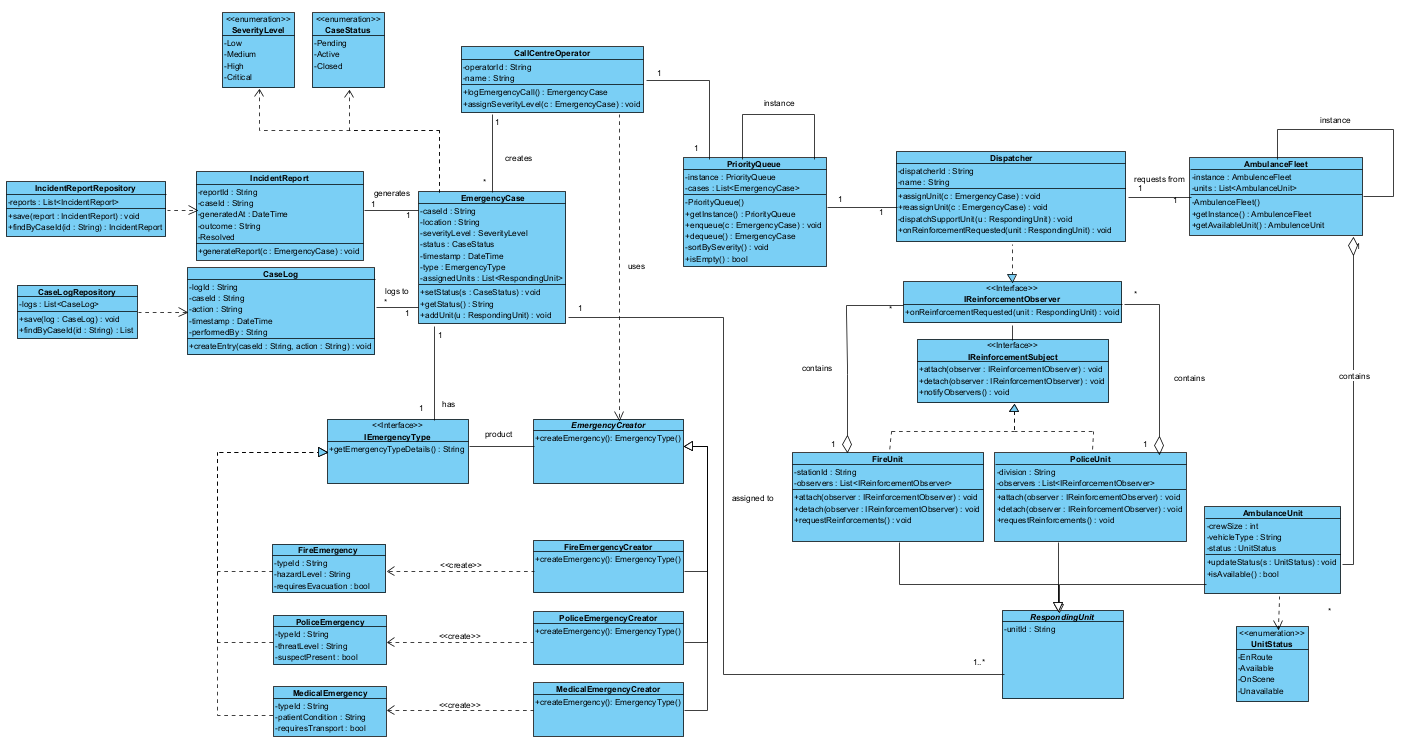 <<enumeration>>
SeverityLevel
-Low
-Medium
-High
-Critical
<<enumeration>>
CaseStatus
-Pending
-Active
-Closed
CallCentreOperator
-operatorId : String
-name : String
+logEmergencyCall() : EmergencyCase
+assignSeverityLevel(c : EmergencyCase) : void
1
1
1
creates
*
uses
instance
PriorityQueue
-instance : PriorityQueue
-cases : List<EmergencyCase>
-PriorityQueue()
+getInstance() : PriorityQueue
+enqueue(c : EmergencyCase) : void
+dequeue() : EmergencyCase
-sortBySeverity() : void
+isEmpty() : bool
1
1
Dispatcher
-dispatcherId : String
-name : String
+assignUnit(c : EmergencyCase) : void
+reassignUnit(c : EmergencyCase) : void
-dispatchSupportUnit(u : RespondingUnit) : void
+onReinforcementRequested(unit : RespondingUnit) : void
requests from
1
1
instance
AmbulanceFleet
-instance : AmbulenceFleet
-units : List<AmbulanceUnit>
-AmbulenceFleet()
+getInstance() : AmbulenceFleet
+getAvailableUnit() : AmbulanceUnit
1
contains
IncidentReportRepository
-reports : List<IncidentReport>
+save(report : IncidentReport) : void
+findByCaseId(id : String) : IncidentReport
IncidentReport
-reportId : String
-caseId : String
-generatedAt : DateTime
-outcome : String
-Resolved
+generateReport(c : EmergencyCase) : void
generates
1
1
EmergencyCase
-caseId : String
-location : String
-severityLevel : SeverityLevel
-status : CaseStatus
-timestamp : DateTime
-type : EmergencyType
-assignedUnits : List<RespondingUnit>
+setStatus(s : CaseStatus) : void
+getStatus() : String
+addUnit(u : RespondingUnit) : void
CaseLogRepository
-logs : List<CaseLog>
+save(log : CaseLog) : void
+findByCaseId(id : String) : List
CaseLog
-logId : String
-caseId : String
-action : String
-timestamp : DateTime
-performedBy : String
+createEntry(caseId : String, action : String) : void
logs to
*
1
1
1
has
1
assigned to
1..*
<<Interface>>
IReinforcementObserver
+onReinforcementRequested(unit : RespondingUnit) : void
*
*
<<Interface>>
IReinforcementSubject
+attach(observer : IReinforcementObserver) : void
+detach(observer : IReinforcementObserver) : void
+notifyObservers() : void
contains
contains
1
1
<<Interface>>
IEmergencyType
+getEmergencyTypeDetails() : String
product
EmergencyCreator
+createEmergency(): EmergencyType()
FireUnit
-stationId : String
-observers : List<IReinforcementObserver>
+attach(observer : IReinforcementObserver) : void
+detach(observer : IReinforcementObserver) : void
+requestReinforcements() : void
PoliceUnit
-division : String
-observers : List<IReinforcementObserver>
+attach(observer : IReinforcementObserver) : void
+detach(observer : IReinforcementObserver) : void
+requestReinforcements() : void
AmbulanceUnit
-crewSize : int
-vehicleType : String
-status : UnitStatus
+updateStatus(s : UnitStatus) : void
+isAvailable() : bool
*
FireEmergency
-typeId : String
-hazardLevel : String
-requiresEvacuation : bool
<<create>>
FireEmergencyCreator
+createEmergency(): EmergencyType()
PoliceEmergency
-typeId : String
-threatLevel : String
-suspectPresent : bool
<<create>>
PoliceEmergencyCreator
+createEmergency(): EmergencyType()
MedicalEmergency
-typeId : String
-patientCondition : String
-requiresTransport : bool
<<create>>
MedicalEmergencyCreator
+createEmergency(): EmergencyType()
RespondingUnit
-unitId : String
<<enumeration>>
UnitStatus
-EnRoute
-Available
-OnScene
-Unavailable